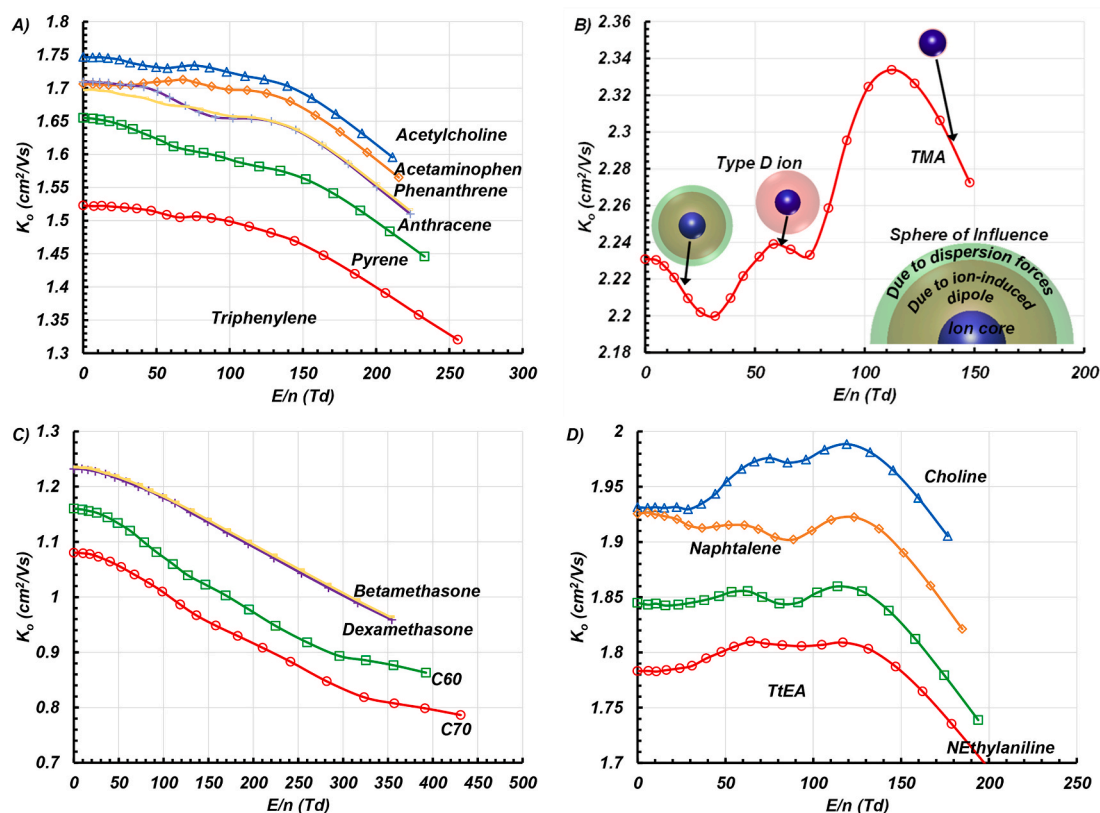 A)
1.8
1.75
1.7
1.65
1.6
1.55
1.5
1.45
1.4
1.35
1.3
Kₒ (cm²/Vs)
Acetylcholine
Acetaminophen
Phenanthrene
Anthracene
Pyrene
Triphenylene
0 50 100 150 200 250 300
E/n (Td)
B)
2.36
2.34
2.32
2.3
2.28
2.26
2.24
2.22
2.2
2.18
Kₒ (cm²/Vs)
Type D ion
TMA
Sphere of Influence
Due to dispersion forces
Due to ion-induced
dipole
Ion core
0 50 100 150 200
E/n (Td)
C)
1.3
1.2
1.1
1
0.9
0.8
0.7
Kₒ (cm²/Vs)
Betamethasone
Dexamethasone
C60
C70
0 50 100 150 200 250 300 350 400 450 500
E/n (Td)
D)
2
1.95
1.9
1.85
1.8
1.75
1.7
Kₒ (cm²/Vs)
Choline
Naphtalene
TtEA
NEthylaniline
0 50 100 150 200 250
E/n (Td)